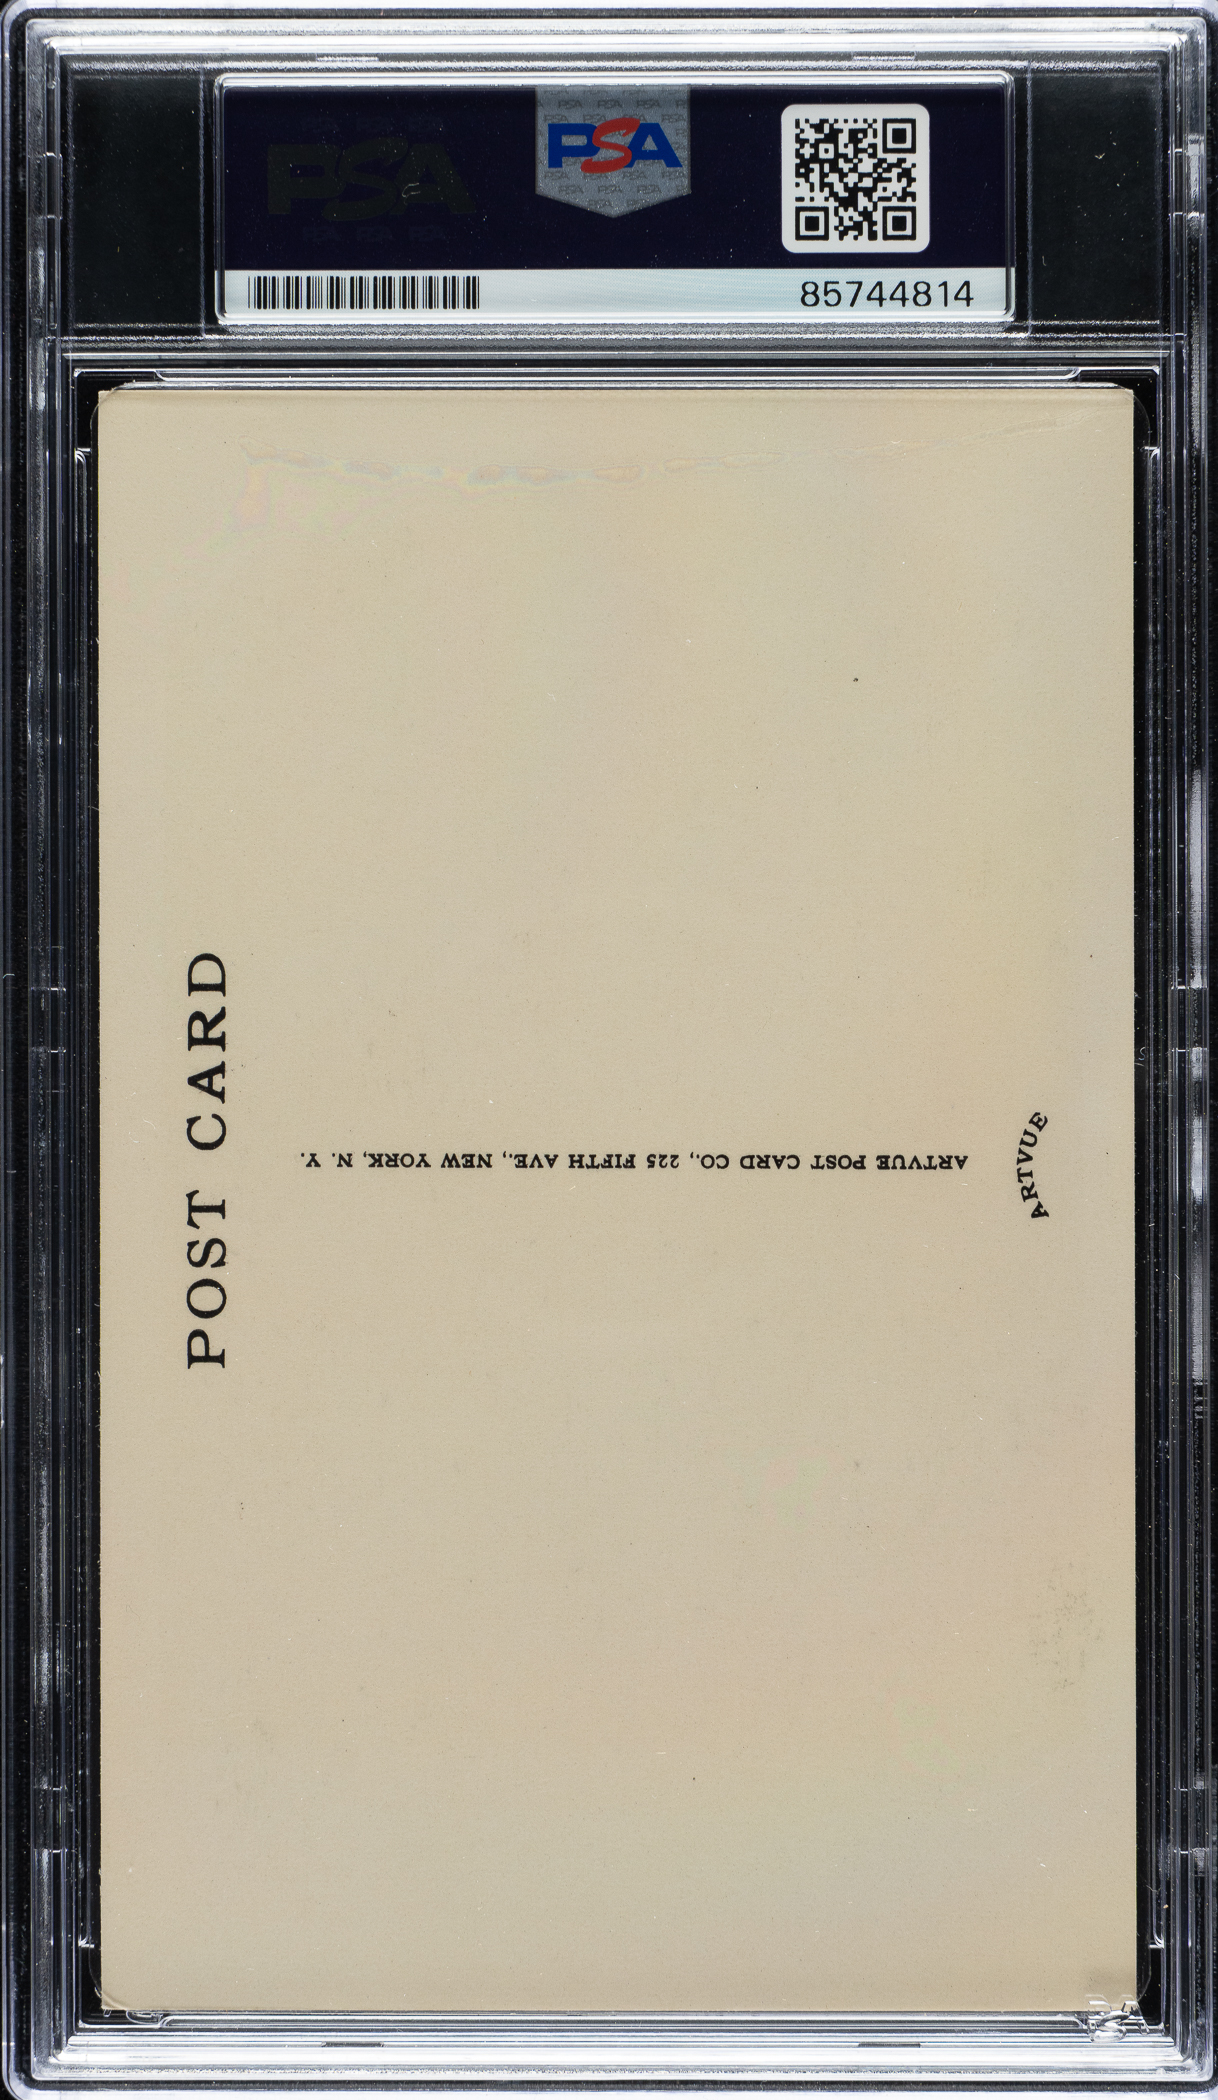 PSA
85744814
POST CARD
ARTVUE POST CARD CO., 225 FIFTH AVE., NEW YORK, N. Y.
ARTVUE